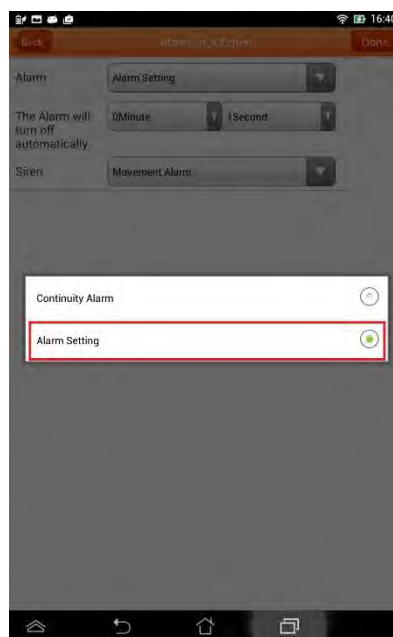 16:40
Back
Done
Alarm
Alarm Setting
The Alarm will
turn off
automatically
0Minute
1Second
Siren
Movement Alarm
Continuity Alarm
Alarm Setting